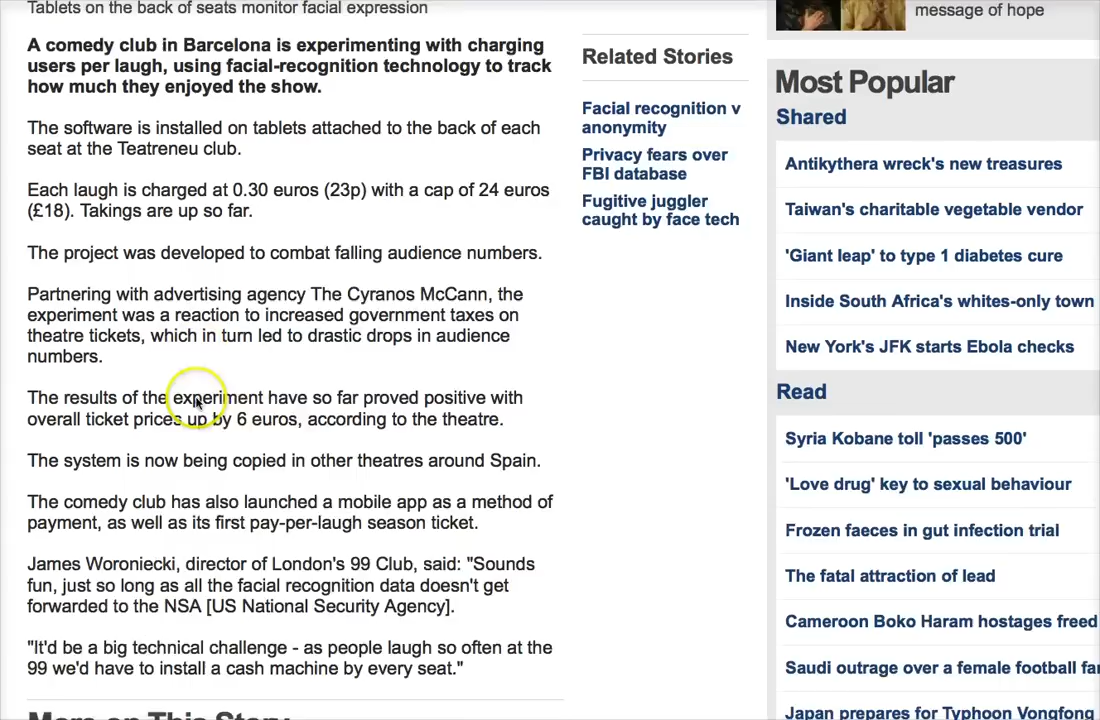 Tablets on the back of seats monitor facial expression
A comedy club in Barcelona is experimenting with charging
users per laugh, using facial-recognition technology to track
how much they enjoyed the show.
The software is installed on tablets attached to the back of each
seat at the Teatreneu club.
Each laugh is charged at 0.30 euros (23p) with a cap of 24 euros
(£18). Takings are up so far.
The project was developed to combat falling audience numbers.
Partnering with advertising agency The Cyranos McCann, the
experiment was a reaction to increased government taxes on
theatre tickets, which in turn led to drastic drops in audience
numbers.
The results of the experiment have so far proved positive with
overall ticket prices up by 6 euros, according to the theatre.
The system is now being copied in other theatres around Spain.
The comedy club has also launched a mobile app as a method of
payment, as well as its first pay-per-laugh season ticket.
James Woroniecki, director of London's 99 Club, said: "Sounds
fun, just so long as all the facial recognition data doesn't get
forwarded to the NSA [US National Security Agency].
"It'd be a big technical challenge - as people laugh so often at the
99 we'd have to install a cash machine by every seat."
More on This Story
Related Stories
Facial recognition v
anonymity
Privacy fears over
FBI database
Fugitive juggler
caught by face tech
message of hope
Most Popular
Shared
Antikythera wreck's new treasures
Taiwan's charitable vegetable vendor
'Giant leap' to type 1 diabetes cure
Inside South Africa's whites-only town
New York's JFK starts Ebola checks
Read
Syria Kobane toll 'passes 500'
'Love drug' key to sexual behaviour
Frozen faeces in gut infection trial
The fatal attraction of lead
Cameroon Boko Haram hostages freed
Saudi outrage over a female football
Japan prepares for Typhoon Vongfong